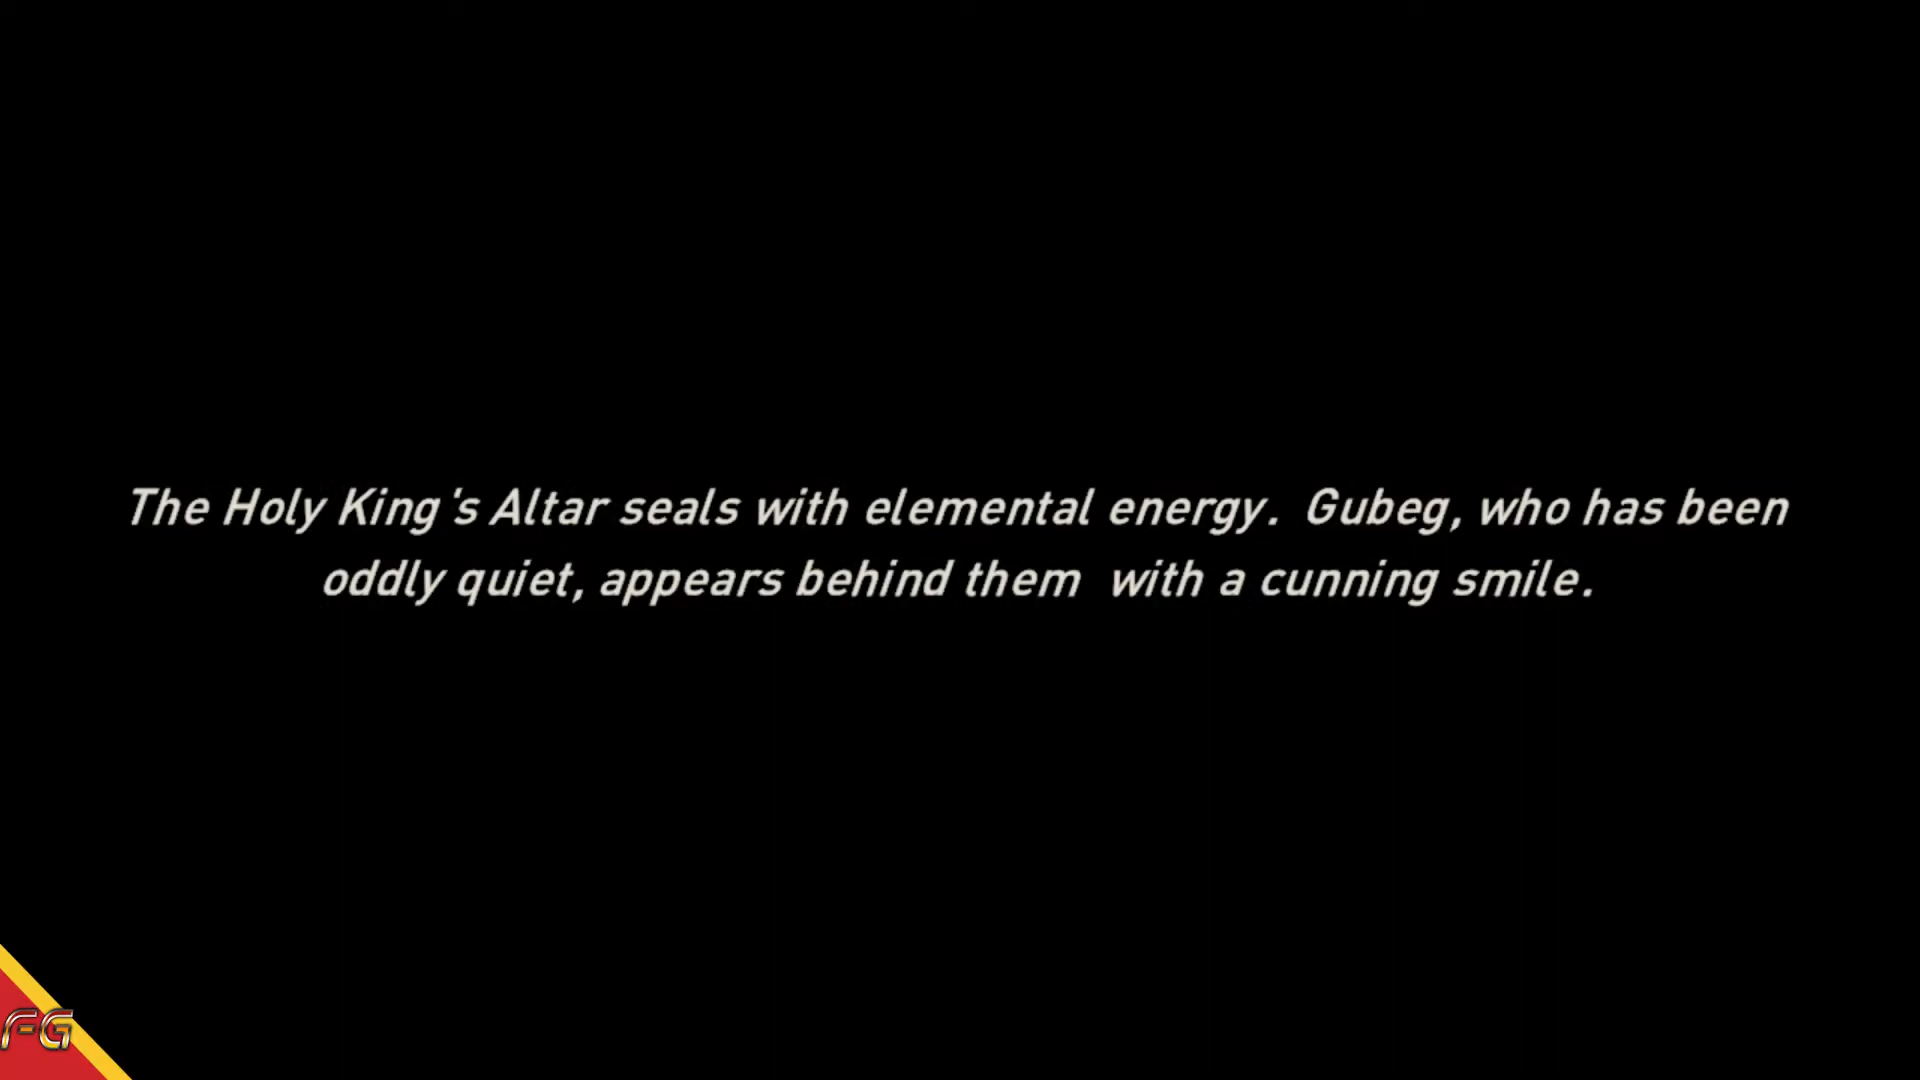 The Holy King's Altar seals with elemental energy.  Gubeg, who has been
oddly quiet, appears behind them  with a cunning smile.
FG